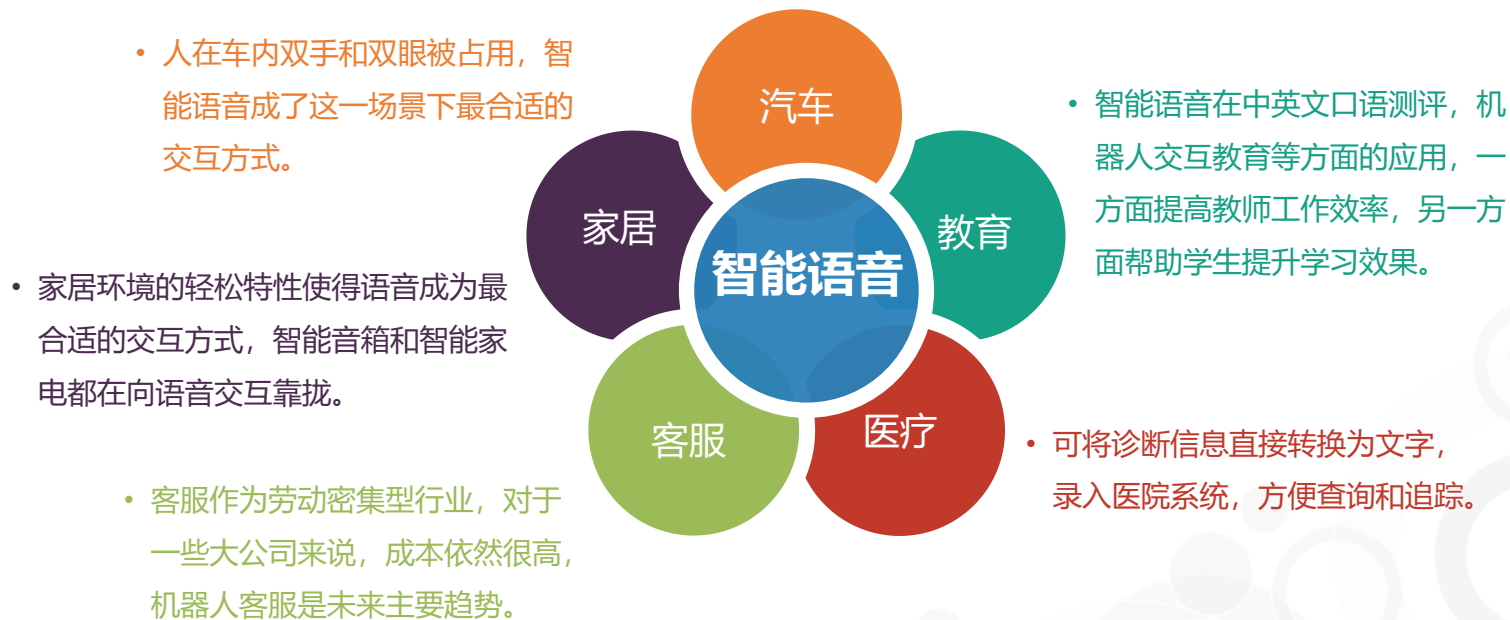 汽车
教育
医疗
客服
家居
智能语音
• 人在车内双手和双眼被占用，智
能语音成了这一场景下最合适的
交互方式。
• 智能语音在中英文口语测评，机
器人交互教育等方面的应用，一
方面提高教师工作效率，另一方
面帮助学生提升学习效果。
• 家居环境的轻松特性使得语音成为最
合适的交互方式，智能音箱和智能家
电都在向语音交互靠拢。
• 可将诊断信息直接转换为文字，
录入医院系统，方便查询和追踪。
• 客服作为劳动密集型行业，对于
一些大公司来说，成本依然很高，
机器人客服是未来主要趋势。